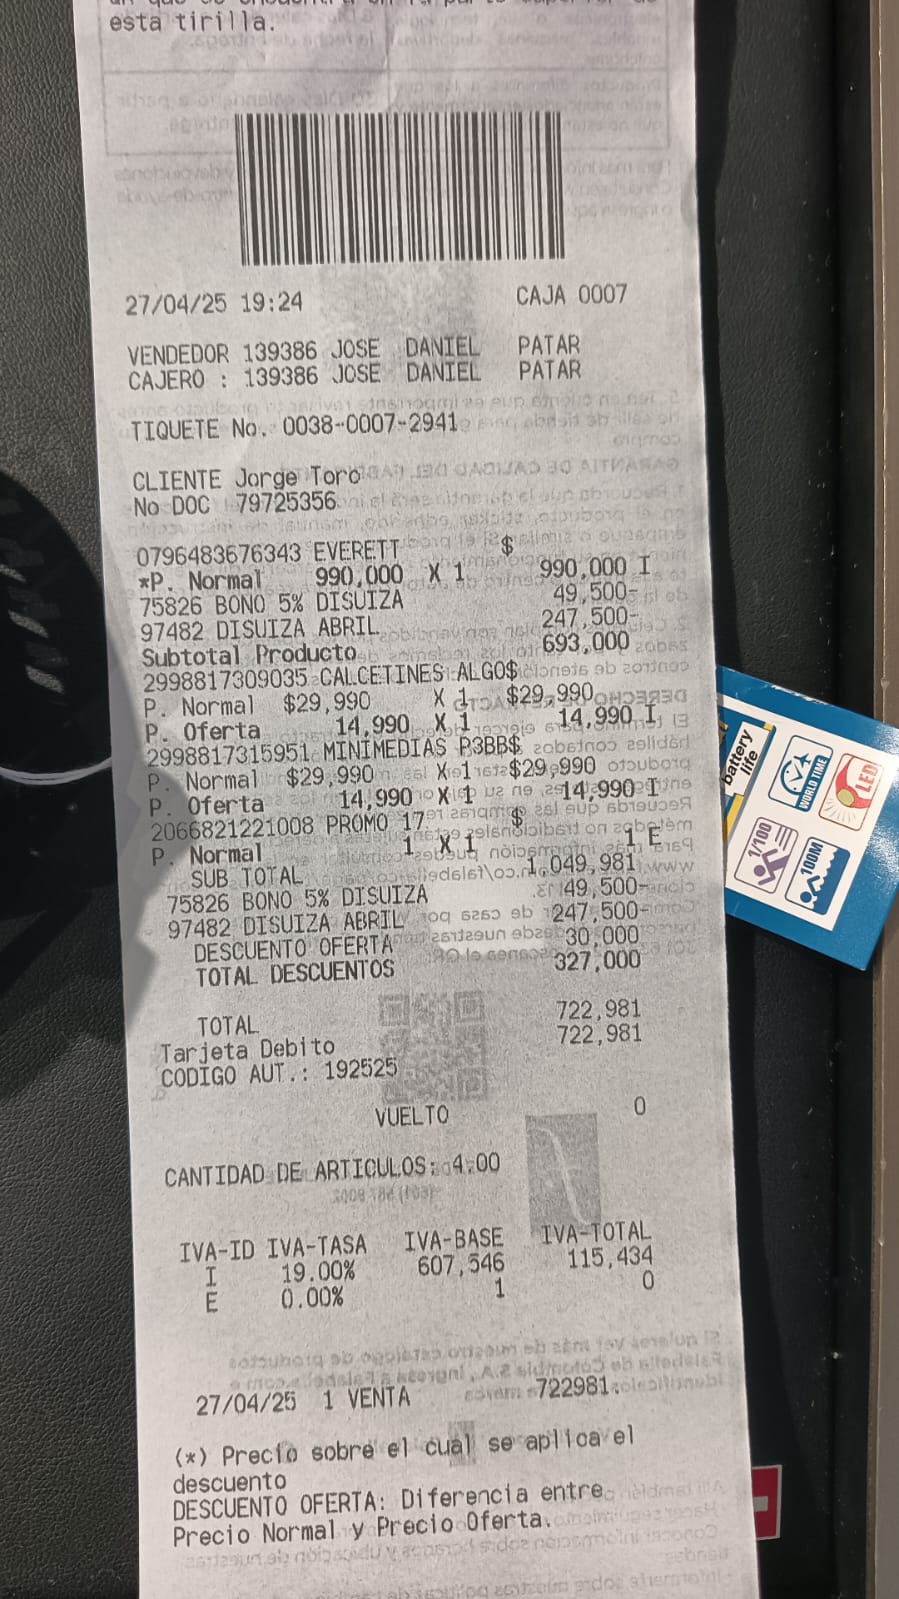 esta tirilla.
27/04/25 19:24 CAJA 0007
VENDEDOR 139386 JOSE DANIEL PATAR
CAJERO : 139386 JOSE DANIEL PATAR
TIQUETE No. 0038-0007-2941
CLIENTE Jorge Toro
No DOC 79725356
0796483676343 EVERETT $
*P. Normal 990,000 X 1 990,000 I
75826 BONO 5% DISUIZA 49,500-
97482 DISUIZA ABRIL 247,500-
Subtotal Producto 693,000
2998817309035 CALCETINES ALGO$
P. Normal $29,990 X 1 $29,990
P. Oferta 14,990 X 1 14,990 I
2998817315951 MINIMEDIAS P3BB$
P. Normal $29,990 X 1 $29,990
P. Oferta 14,990 X 1 14,990 I
2066821221008 PROMO 17 $
P. Normal 1 X 1 1 E
SUB TOTAL 1,049,981
75826 BONO 5% DISUIZA 49,500-
97482 DISUIZA ABRIL 247,500-
DESCUENTO OFERTA 30,000
TOTAL DESCUENTOS 327,000
TOTAL 722,981
Tarjeta Debito 722,981
CODIGO AUT.: 192525
VUELTO 0
CANTIDAD DE ARTICULOS: 4.00
IVA-ID IVA-TASA IVA-BASE IVA-TOTAL
I 19.00% 607,546 115,434
E 0.00% 1 0
27/04/25 1 VENTA 722981
(*) Precio sobre el cual se aplica el
descuento
DESCUENTO OFERTA: Diferencia entre
Precio Normal y Precio Oferta.
battery
life
WORLD TIME
LED
1/100
100M